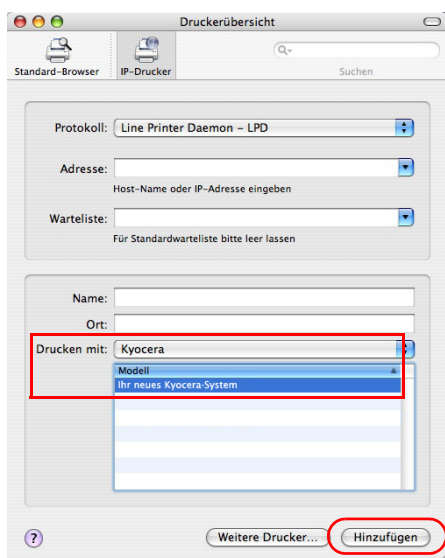 Druckerübersicht
Standard-Browser
IP-Drucker
Suchen
Protokoll: Line Printer Daemon – LPD
Adresse:
Host-Name oder IP-Adresse eingeben
Warteliste:
Für Standardwarteliste bitte leer lassen
Name:
Ort:
Drucken mit: Kyocera
Modell
Ihr neues Kyocera-System
? Weitere Drucker... Hinzufügen